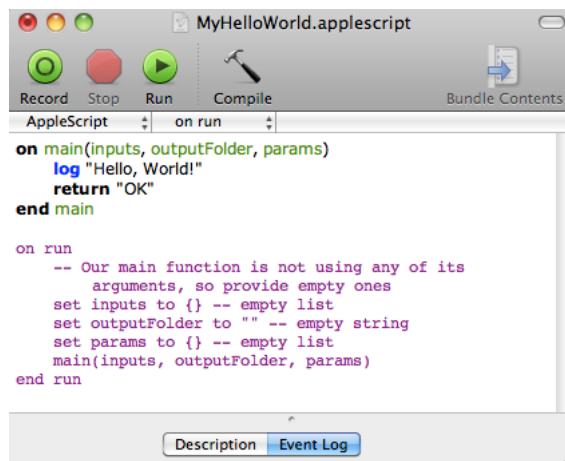 MyHelloWorld.applescript
Record Stop Run Compile Bundle Contents
AppleScript on run
on main(inputs, outputFolder, params)
log "Hello, World!"
return "OK"
end main
on run
-- Our main function is not using any of its
arguments, so provide empty ones
set inputs to {} -- empty list
set outputFolder to "" -- empty string
set params to {} -- empty list
main(inputs, outputFolder, params)
end run
Description Event Log